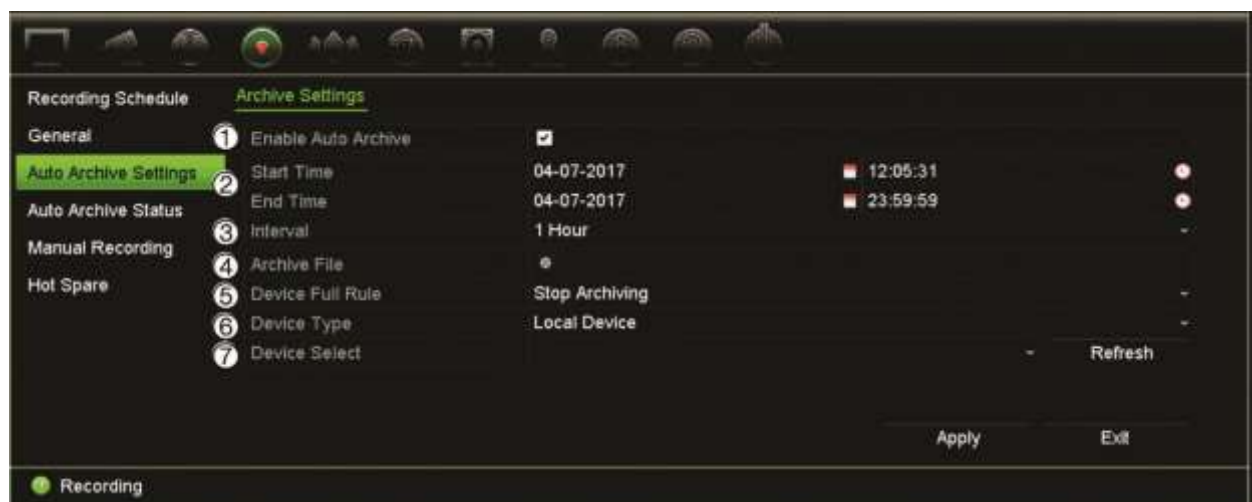 Recording Schedule
Archive Settings
General
① Enable Auto Archive
Auto Archive Settings
② Start Time 04-07-2017 12:05:31
End Time 04-07-2017 23:59:59
Auto Archive Status
③ Interval 1 Hour
Manual Recording
④ Archive File
Hot Spare
⑤ Device Full Rule Stop Archiving
⑥ Device Type Local Device
⑦ Device Select Refresh
Apply Exit
Recording